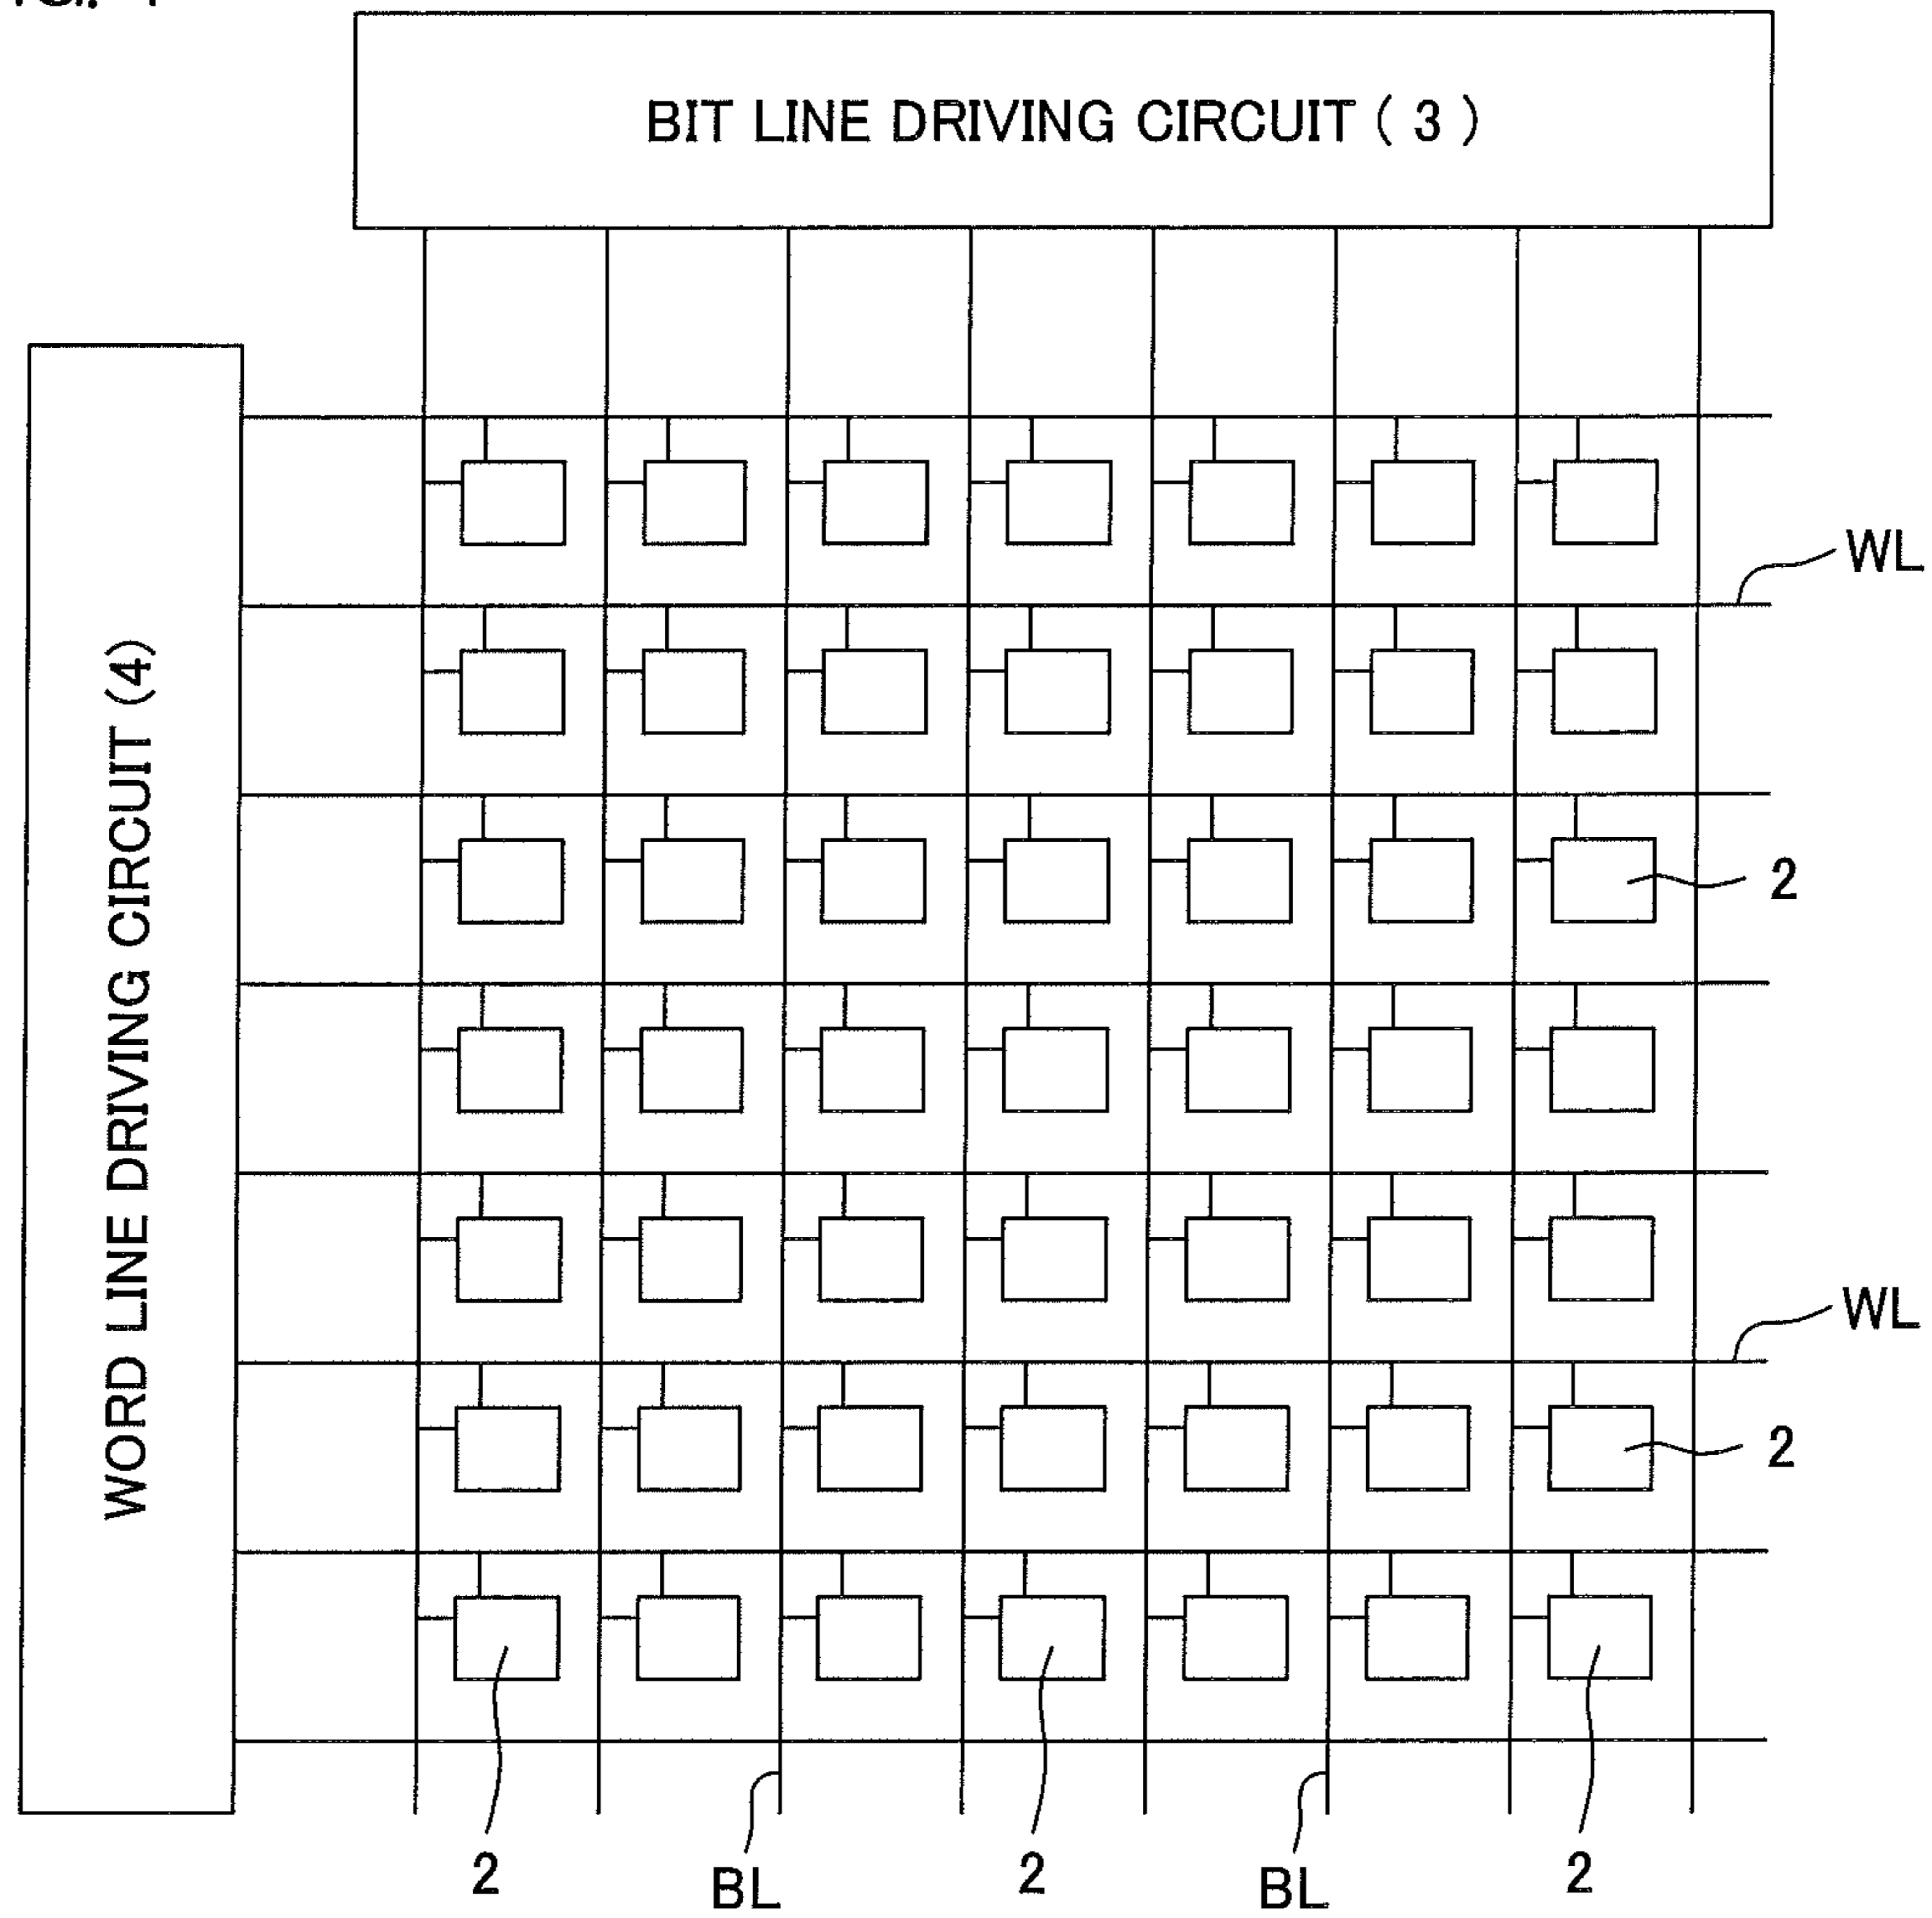 BIT LINE DRIVING CIRCUIT ( 3 )
WORD LINE DRIVING CIRCUIT (4)
WL
2
WL
2
2
BL
2
BL
2